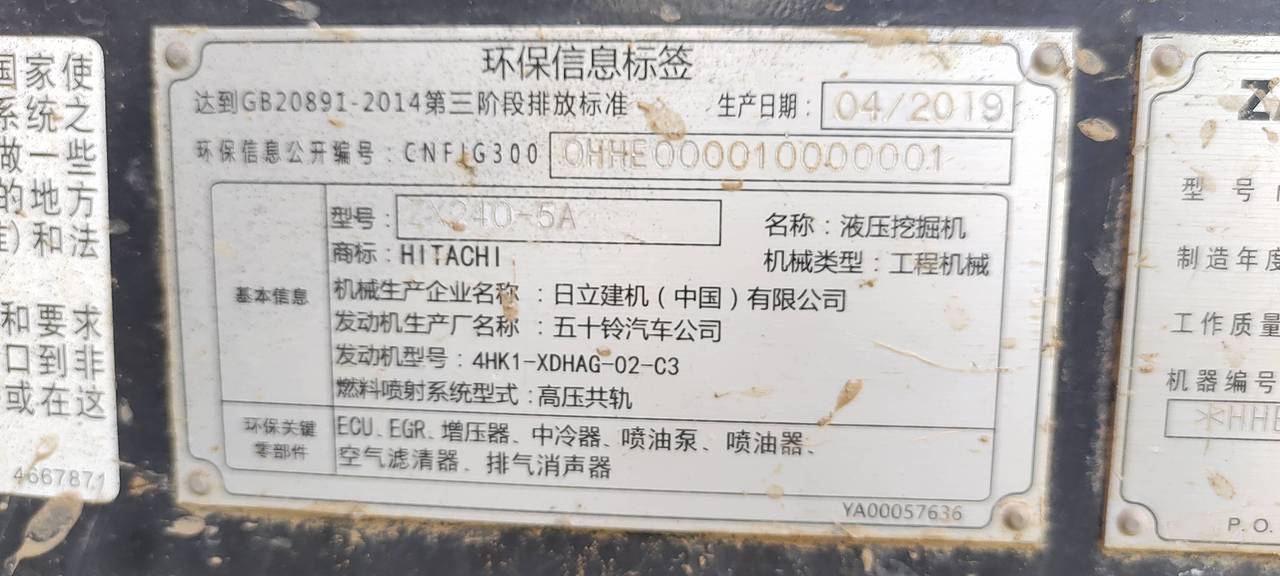 国家使
系统之
做一些
的地方
准)和法
和要求
口到非
或在这
4667871
环保信息标签
达到GB20891-2014第三阶段排放标准 生产日期: 04/2019
环保信息公开编号: CNFJG300 0HHE000010000001
基本信息
型号: ZX240-5A 名称: 液压挖掘机
商标: HITACHI 机械类型: 工程机械
机械生产企业名称 : 日立建机(中国)有限公司
发动机生产厂名称 : 五十铃汽车公司
发动机型号: 4HK1-XDHAG-02-C3
燃料喷射系统型式: 高压共轨
环保关键零部件
ECU、EGR、增压器、中冷器、喷油泵、喷油器、
空气滤清器、排气消声器
YA00057636
型号
制造年度
工作质量
机器编号
*HHE
P.O.